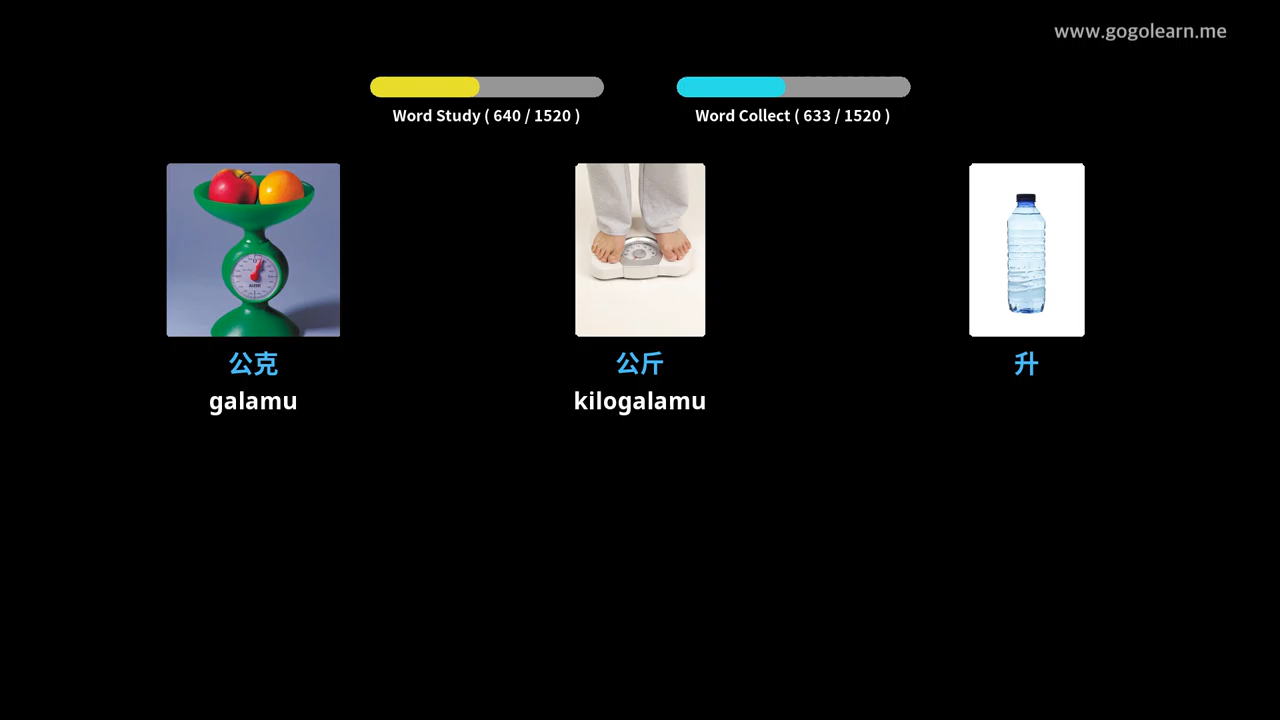 www.gogolearn.me
Word Study ( 640 / 1520 )
Word Collect ( 633 / 1520 )
公克
galamu
公斤
kilogalamu
升